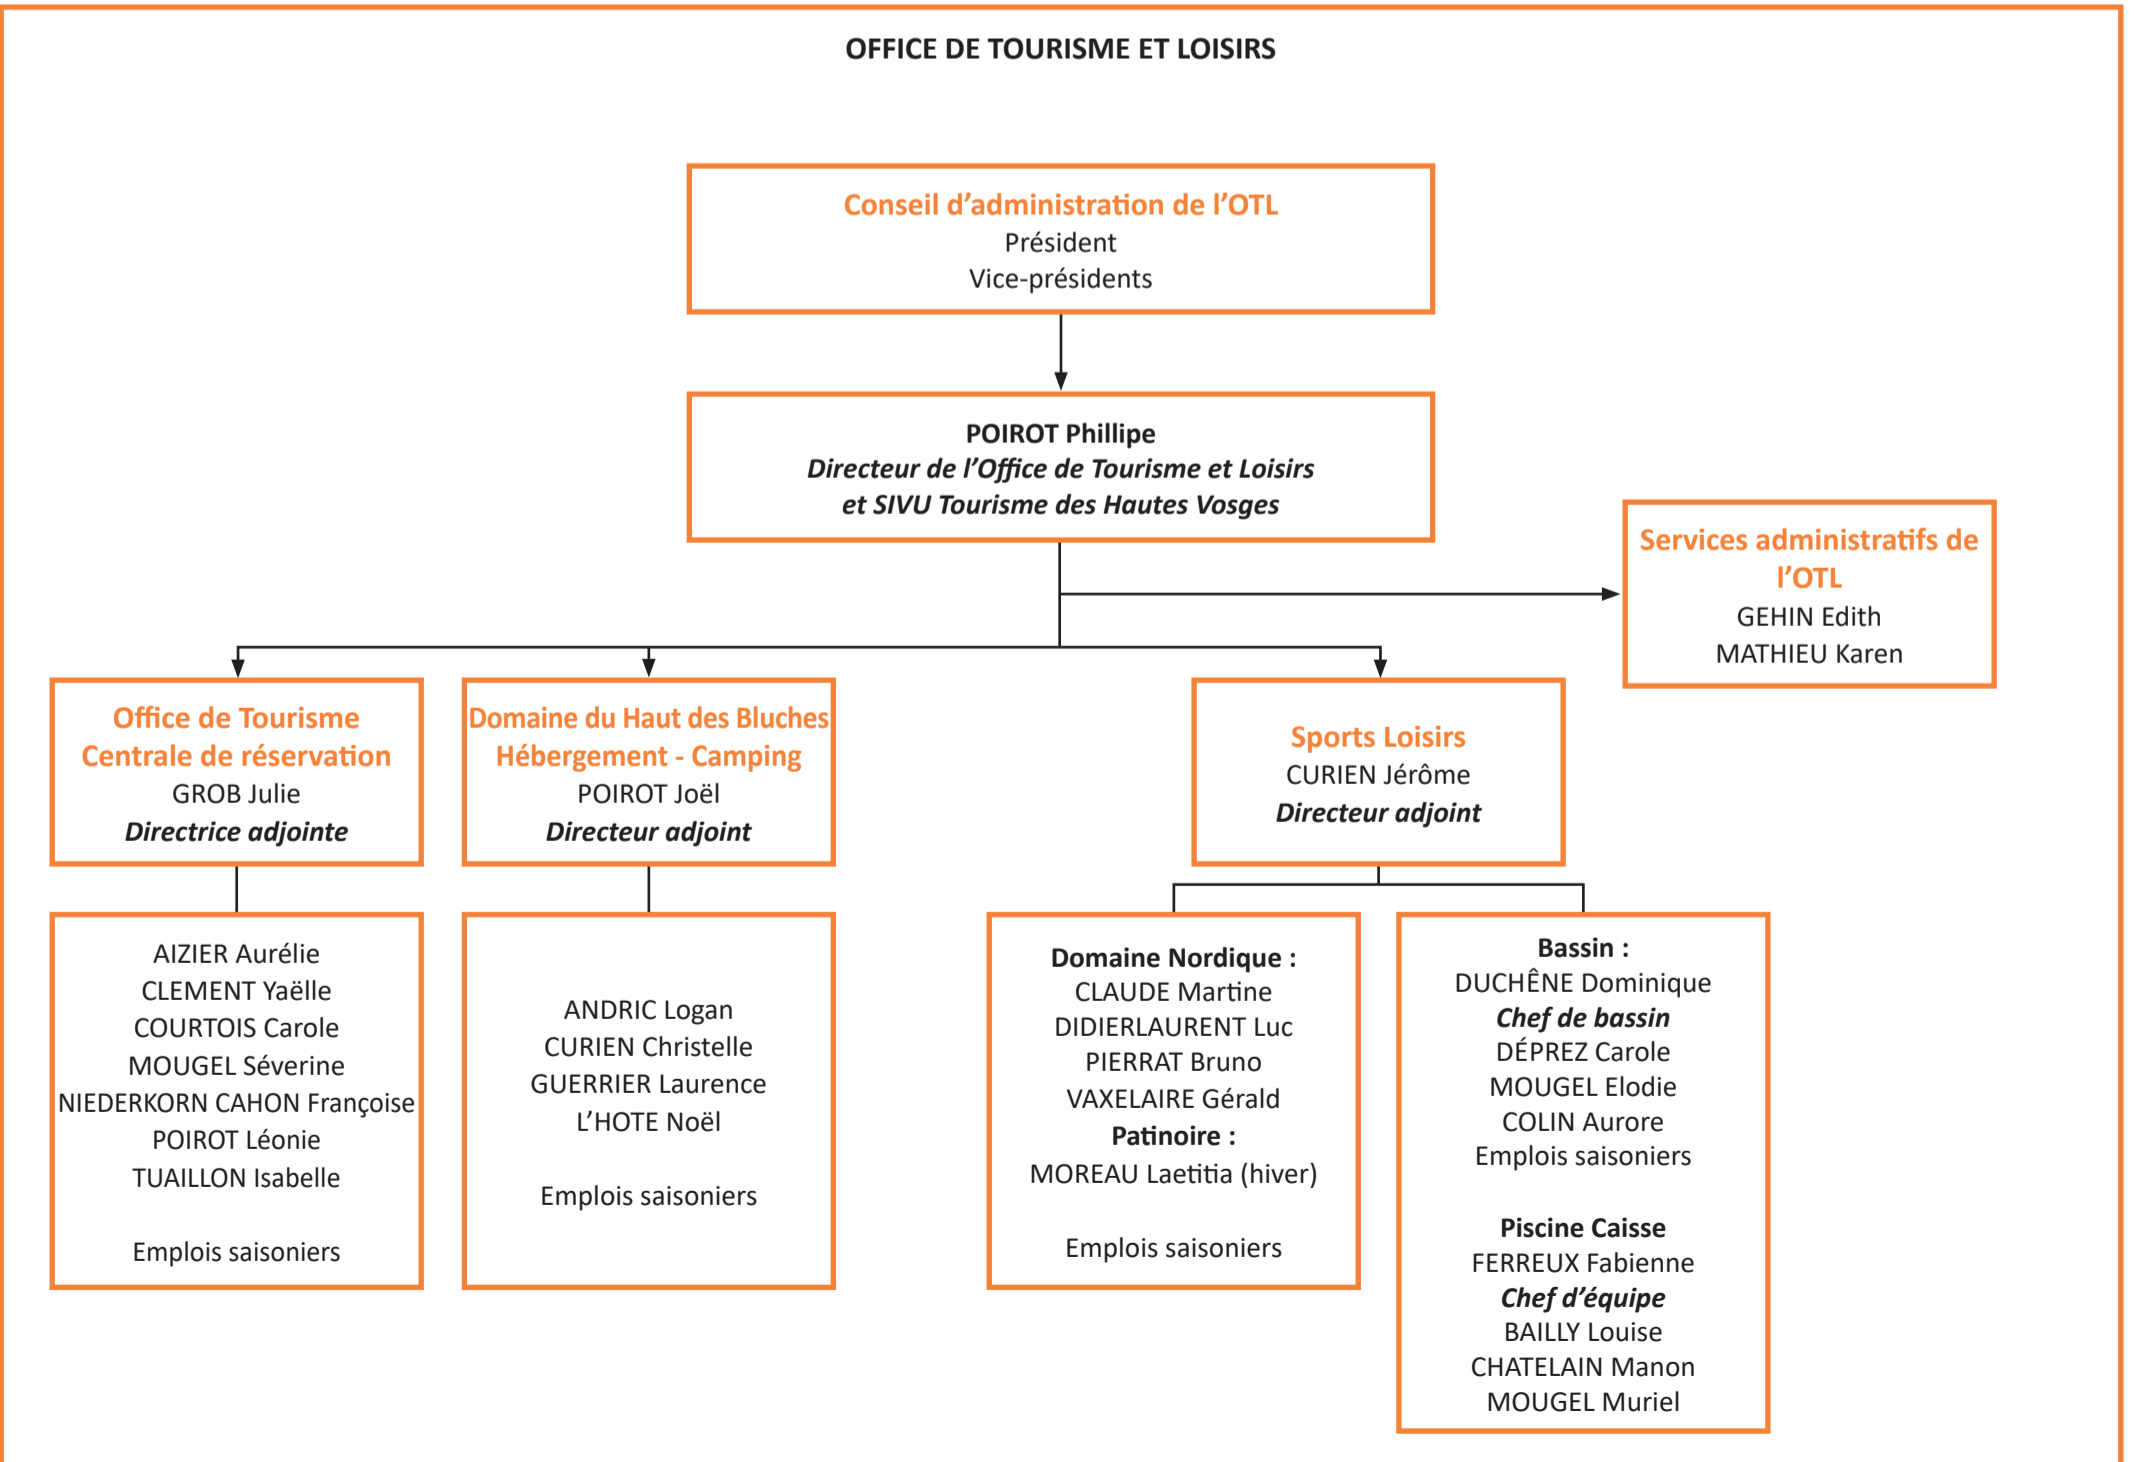 OFFICE DE TOURISME ET LOISIRS
Conseil d’administration de l’OTL
Président
Vice-présidents
POIROT Phillipe
Directeur de l’Office de Tourisme et Loisirs
et SIVU Tourisme des Hautes Vosges
Services administratifs de
l’OTL
GEHIN Edith
MATHIEU Karen
Office de Tourisme
Centrale de réservation
GROB Julie
Directrice adjointe
Domaine du Haut des Bluches
Hébergement - Camping
POIROT Joël
Directeur adjoint
Sports Loisirs
CURIEN Jérôme
Directeur adjoint
AIZIER Aurélie
CLEMENT Yaëlle
COURTOIS Carole
MOUGEL Séverine
NIEDERKORN CAHON Françoise
POIROT Léonie
TUAILLON Isabelle
Emplois saisoniers
ANDRIC Logan
CURIEN Christelle
GUERRIER Laurence
L’HOTE Noël
Emplois saisoniers
Domaine Nordique :
CLAUDE Martine
DIDIERLAURENT Luc
PIERRAT Bruno
VAXELAIRE Gérald
Patinoire :
MOREAU Laetitia (hiver)
Emplois saisoniers
Bassin :
DUCHÊNE Dominique
Chef de bassin
DÉPREZ Carole
MOUGEL Elodie
COLIN Aurore
Emplois saisoniers
Piscine Caisse
FERREUX Fabienne
Chef d’équipe
BAILLY Louise
CHATELAIN Manon
MOUGEL Muriel